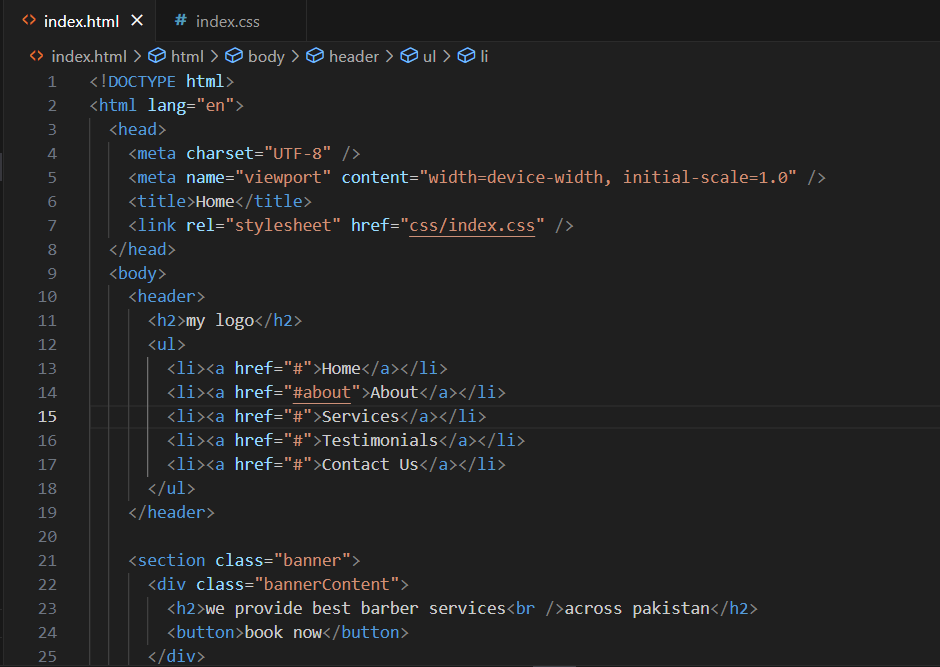 index.html
index.css
index.html > html > body > header > ul > li
1 <!DOCTYPE html>
2 <html lang="en">
3 <head>
4 <meta charset="UTF-8" />
5 <meta name="viewport" content="width=device-width, initial-scale=1.0" />
6 <title>Home</title>
7 <link rel="stylesheet" href="css/index.css" />
8 </head>
9 <body>
10 <header>
11 <h2>my logo</h2>
12 <ul>
13 <li><a href="#">Home</a></li>
14 <li><a href="#about">About</a></li>
15 <li><a href="#">Services</a></li>
16 <li><a href="#">Testimonials</a></li>
17 <li><a href="#">Contact Us</a></li>
18 </ul>
19 </header>
20
21 <section class="banner">
22 <div class="bannerContent">
23 <h2>we provide best barber services<br />across pakistan</h2>
24 <button>book now</button>
25 </div>